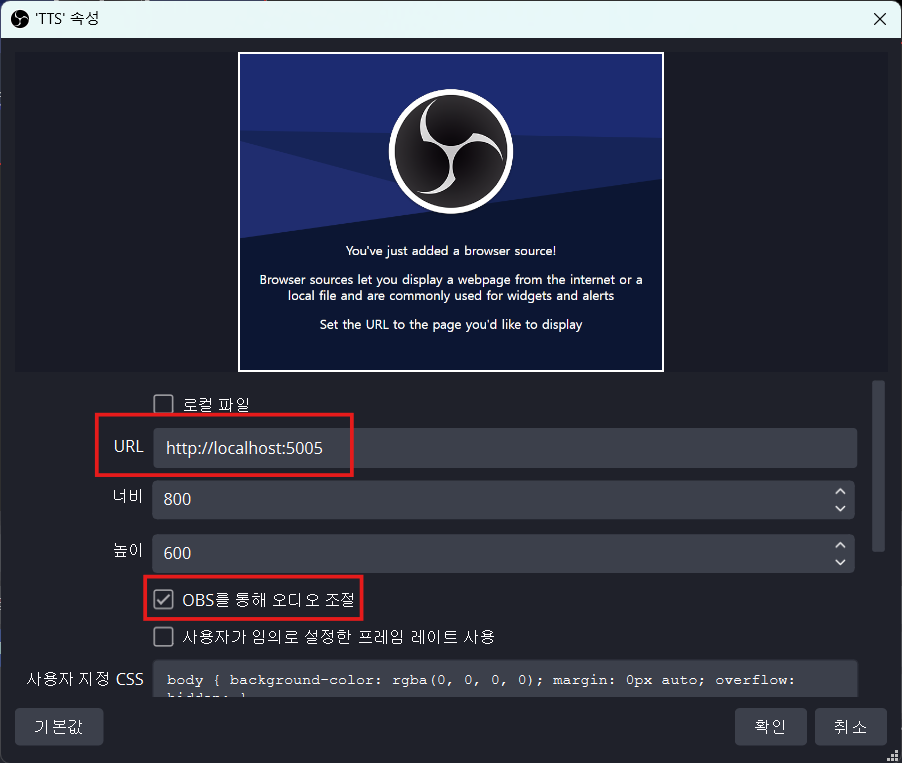 'TTS' 속성
You've just added a browser source!
Browser sources let you display a webpage from the internet or a
local file and are commonly used for widgets and alerts
Set the URL to the page you'd like to display
로컬 파일
URL http://localhost:5005
너비 800
높이 600
OBS를 통해 오디오 조절
사용자가 임의로 설정한 프레임 레이트 사용
사용자 지정 CSS body { background-color: rgba(0, 0, 0, 0); margin: 0px auto; overflow:
기본값 확인 취소